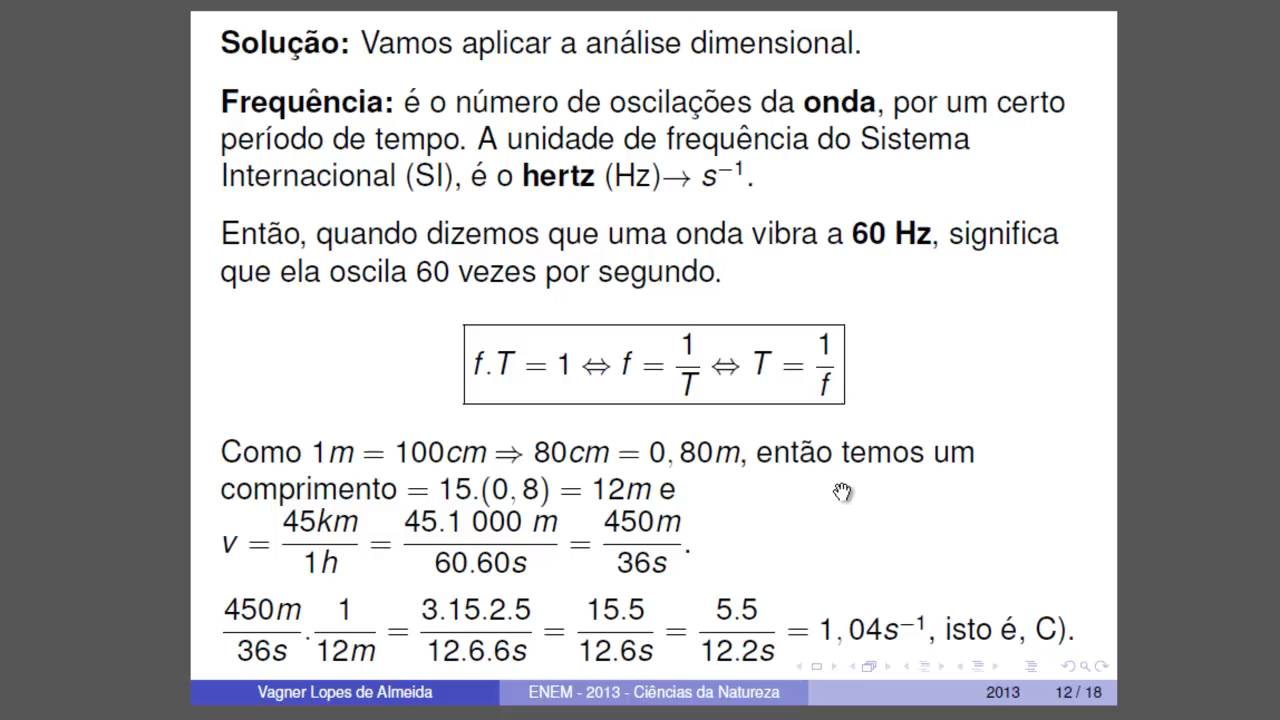 Solução: Vamos aplicar a análise dimensional.
Frequência: é o número de oscilações da onda, por um certo
período de tempo. A unidade de frequência do Sistema
Internacional (SI), é o hertz (Hz)→ s⁻¹.
Então, quando dizemos que uma onda vibra a 60 Hz, significa
que ela oscila 60 vezes por segundo.
f.T = 1 ⇔ f = 1/T ⇔ T = 1/f
Como 1m = 100cm ⇒ 80cm = 0, 80m, então temos um
comprimento = 15.(0, 8) = 12m e
v = 45km/1h = 45.1 000 m/60.60s = 450m/36s.
450m/36s . 1/12m = 3.15.2.5/12.6.6s = 15.5/12.6s = 5.5/12.2s = 1, 04s⁻¹, isto é, C).
Vagner Lopes de Almeida ENEM - 2013 - Ciências da Natureza 2013 12 / 18